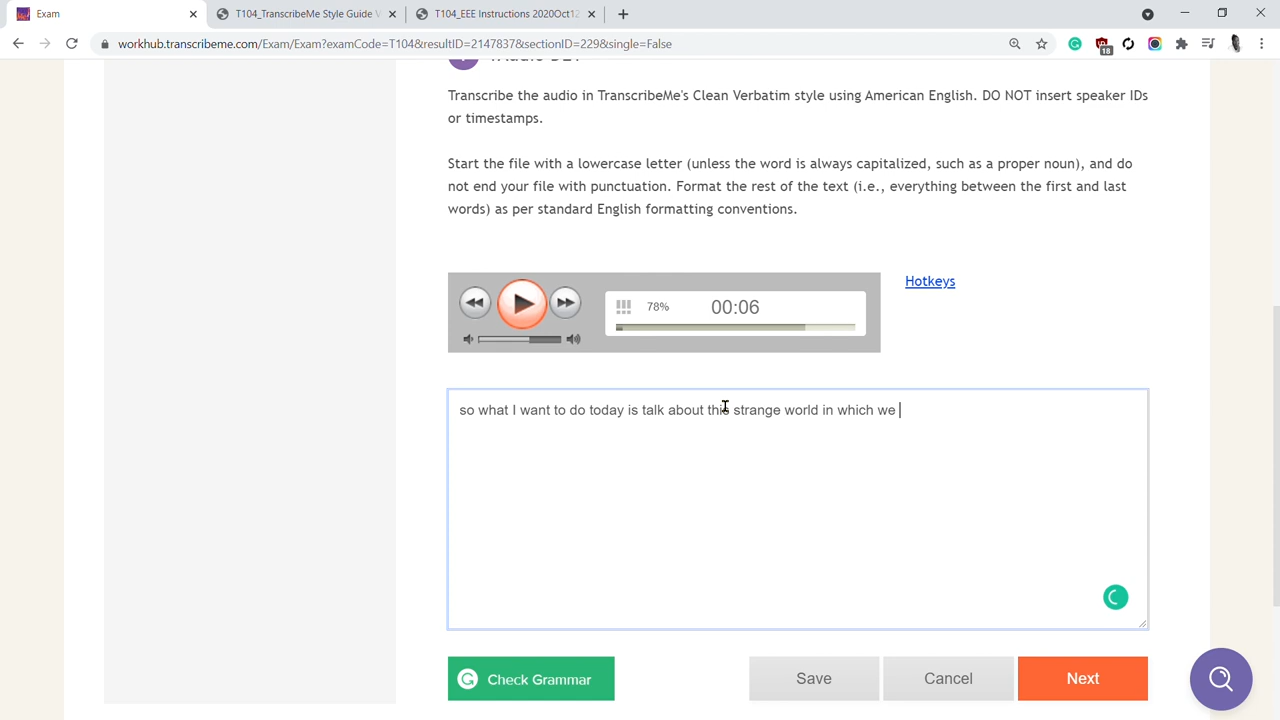 Exam
T104_TranscribeMe Style Guide V
T104_EEE Instructions 2020Oct12
workhub.transcribeme.com/Exam/Exam?examCode=T104&resultID=2147837&sectionID=229&single=False
18
Transcribe the audio in TranscribeMe's Clean Verbatim style using American English. DO NOT insert speaker IDs
or timestamps.
Start the file with a lowercase letter (unless the word is always capitalized, such as a proper noun), and do
not end your file with punctuation. Format the rest of the text (i.e., everything between the first and last
words) as per standard English formatting conventions.
Hotkeys
78% 00:06
so what I want to do today is talk about this strange world in which we
Check Grammar
Save
Cancel
Next